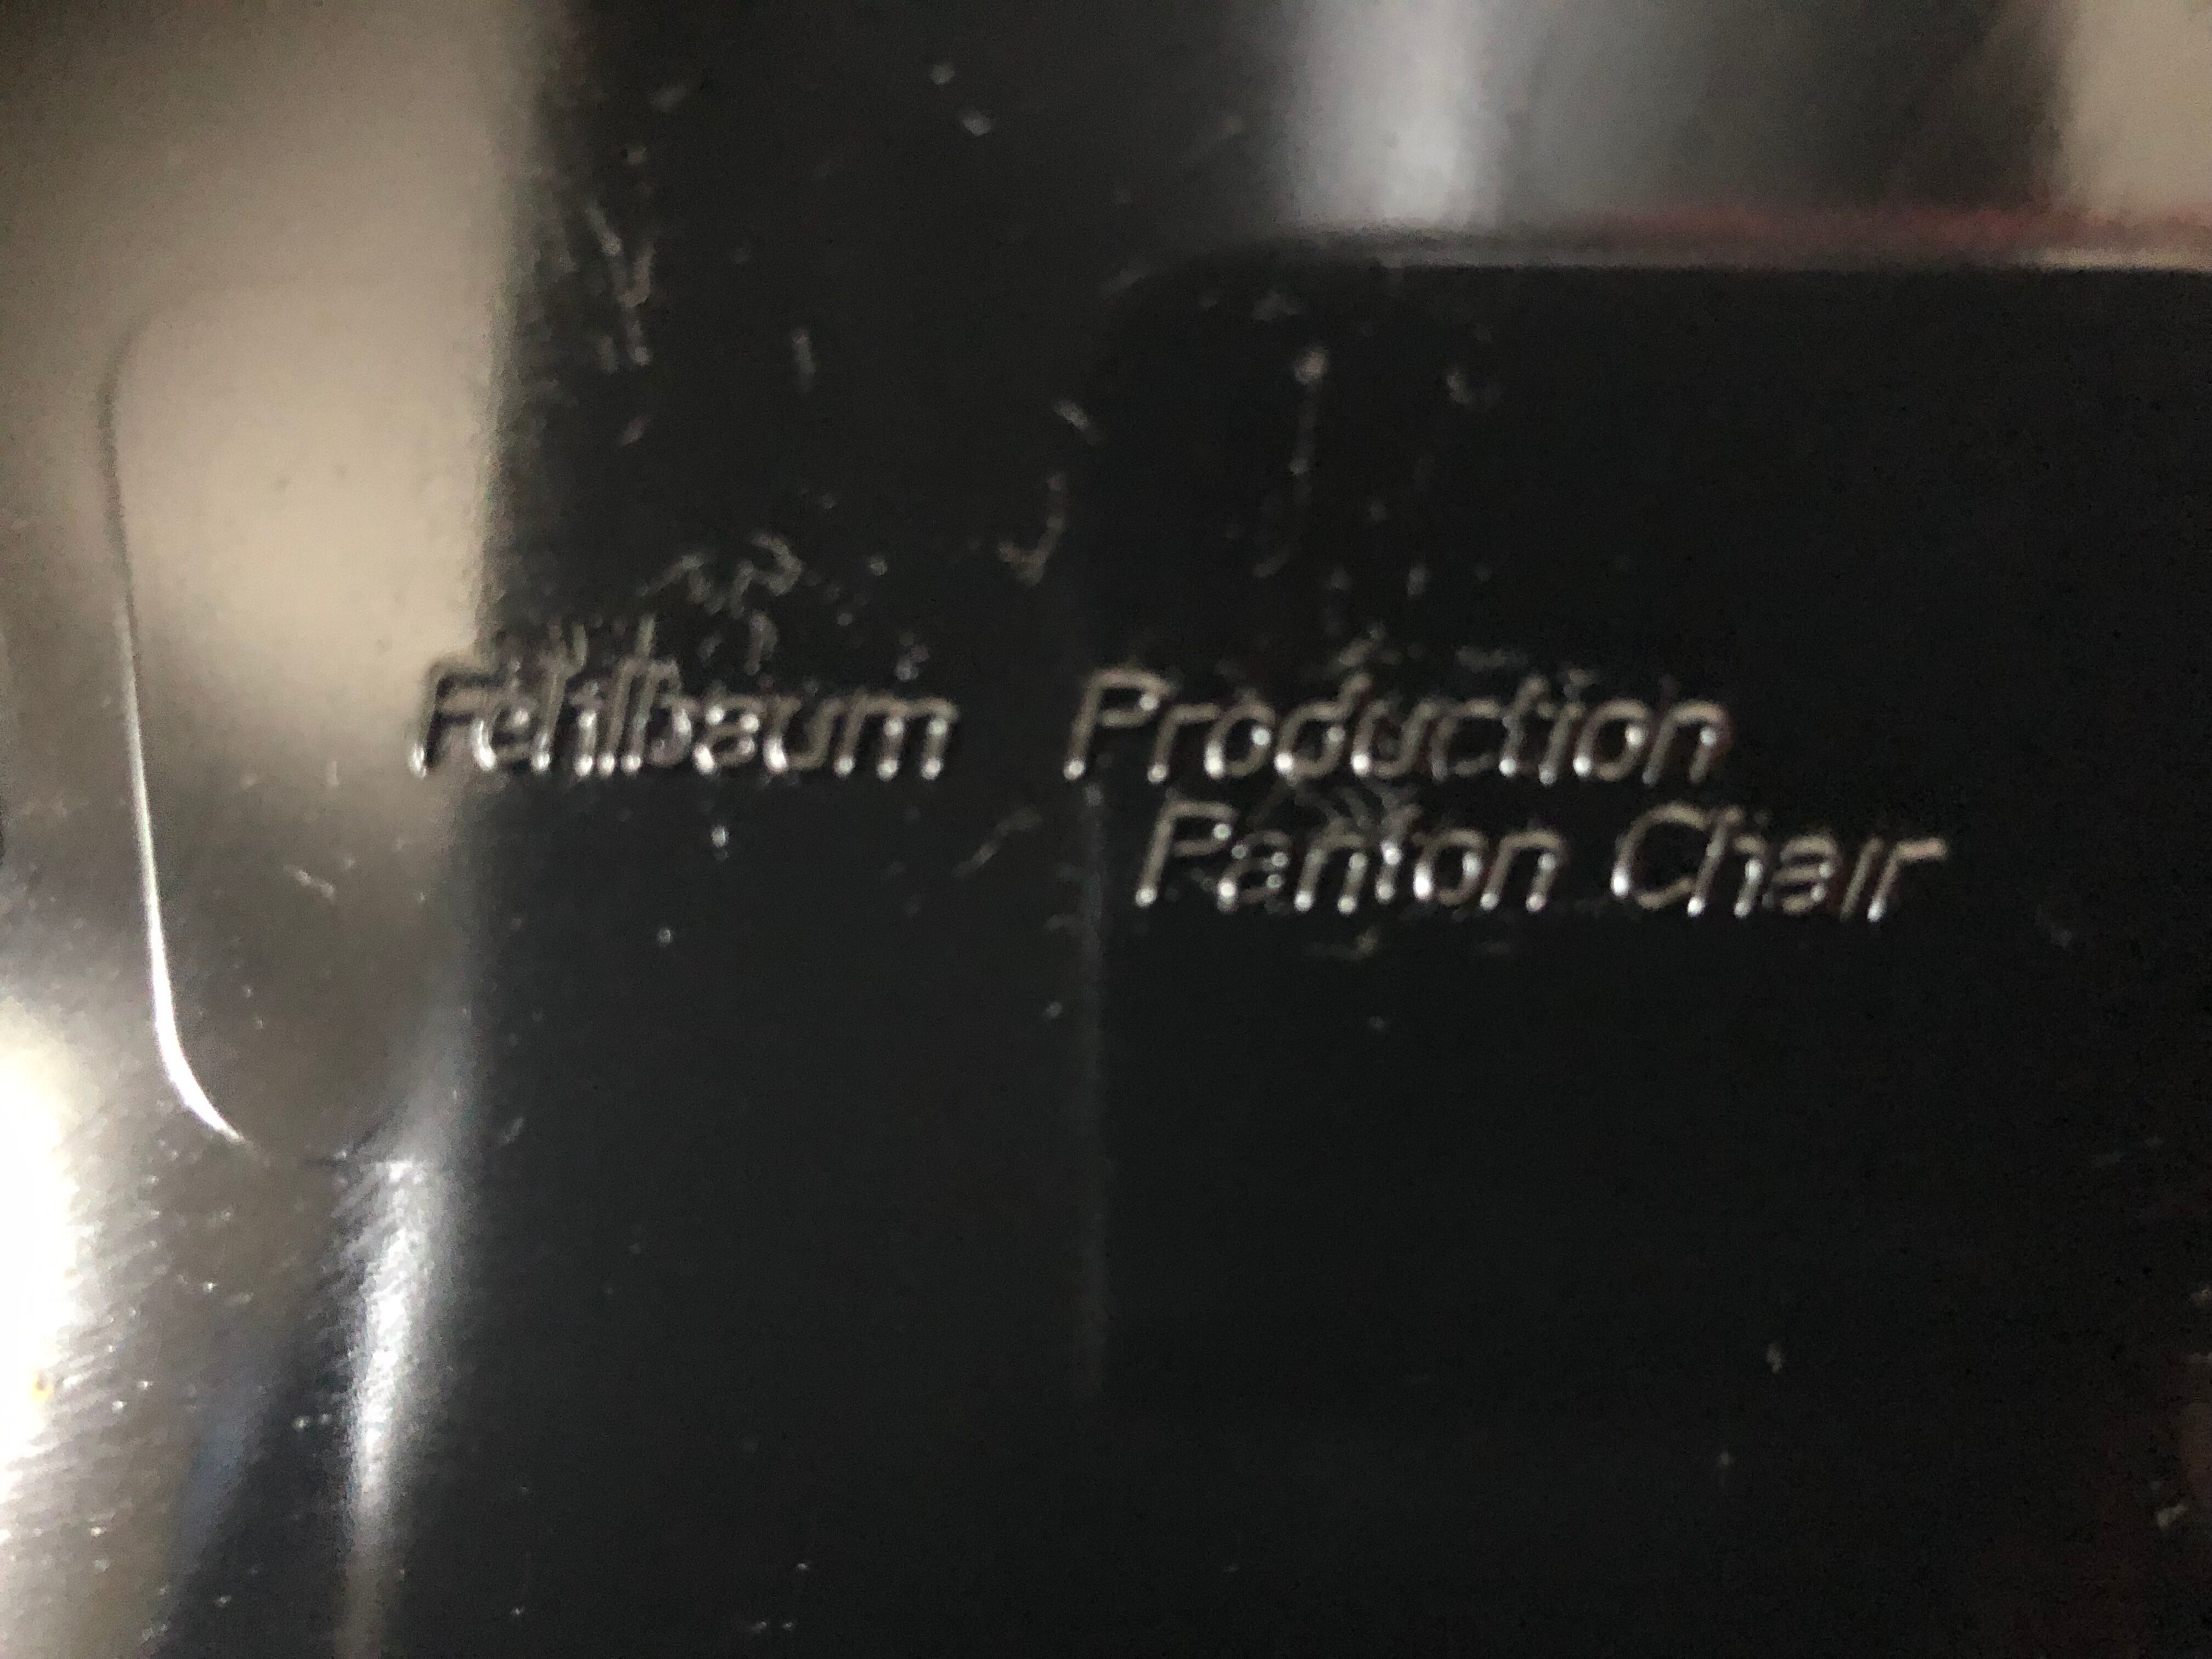 Fehlbaum Production
Panton Chair